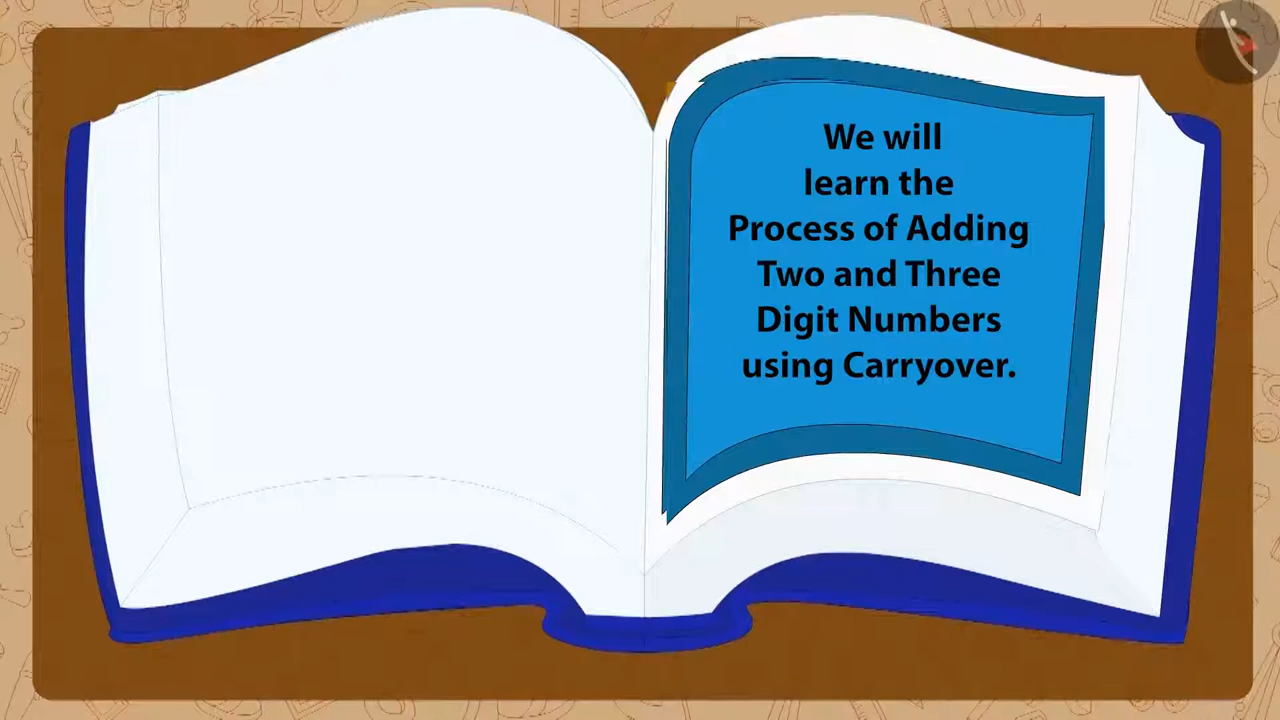 We will
learn the
Process of Adding
Two and Three
Digit Numbers
using Carryover.